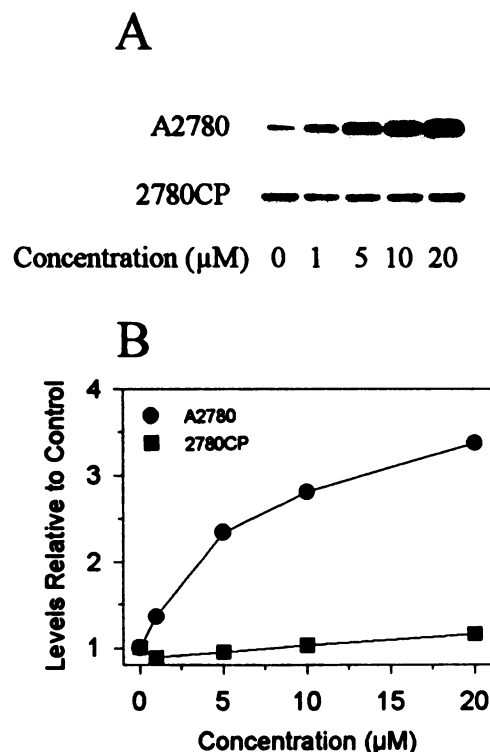 A
A2780
2780CP
Concentration (µM) 0 1 5 10 20
B
Levels Relative to Control
4
3
2
1
A2780
2780CP
0 5 10 15 20
Concentration (µM)